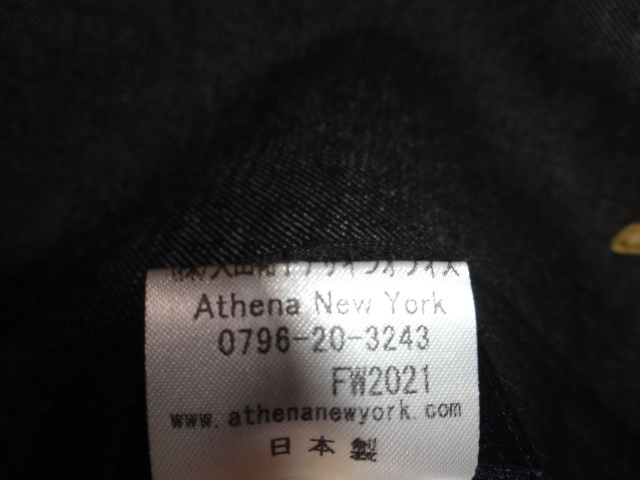 Athena New York
0796-20-3243
FW2021
www.athenanewyork.com
日本製